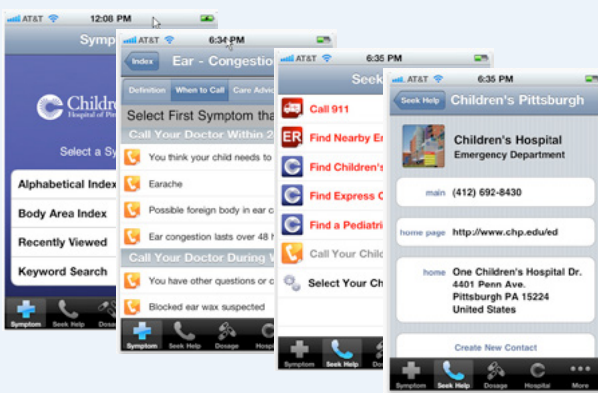 AT&T 12:08 PM
Symp
Childre
Hospital of Pi
Select a Sy
Alphabetical Index
Body Area Index
Recently Viewed
Keyword Search
Symptom Seek Help Dosa
AT&T 6:34 PM
Index Ear - Congestio
Definition When to Call Care Advic
Select First Symptom tha
Call Your Doctor Within 2
You think your child needs to
Earache
Possible foreign body in ear c
Ear congestion lasts over 48 h
Call Your Doctor During W
You have other questions or c
Blocked ear wax suspected
Symptom Seek Help Dosage Hospi
AT&T 6:35 PM
Seek
Call 911
ER Find Nearby Er
Find Children's
Find Express C
Find a Pediatri
Call Your Chil
Select Your Ch
Symptom Seek Help Do
AT&T 6:35 PM
Seek Help Children's Pittsburgh
Children's Hospital
Emergency Department
main (412) 692-8430
home page http://www.chp.edu/ed
home One Children's Hospital Dr.
4401 Penn Ave.
Pittsburgh PA 15224
United States
Create New Contact
Symptom Seek Help Dosage Hospital More